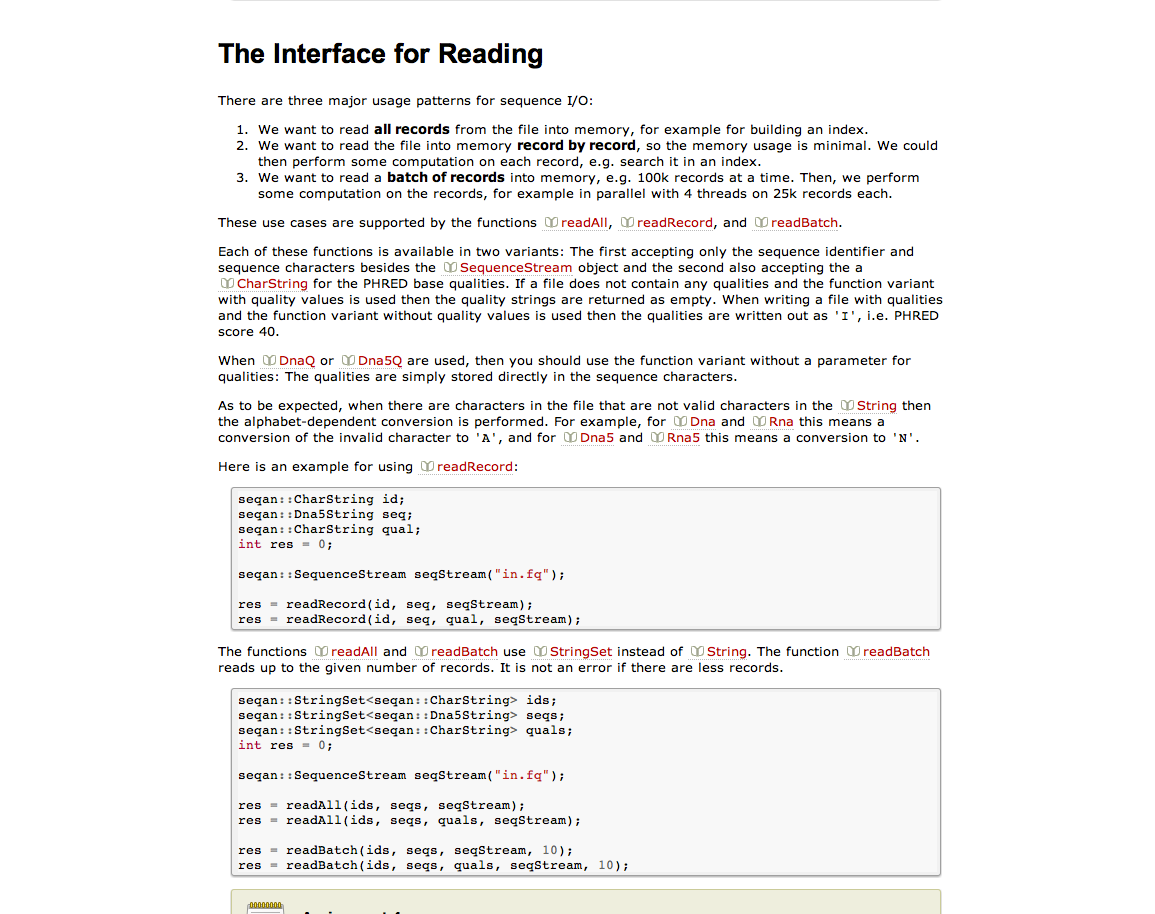 The Interface for Reading
There are three major usage patterns for sequence I/O:
1. We want to read all records from the file into memory, for example for building an index.
2. We want to read the file into memory record by record, so the memory usage is minimal. We could
then perform some computation on each record, e.g. search it in an index.
3. We want to read a batch of records into memory, e.g. 100k records at a time. Then, we perform
some computation on the records, for example in parallel with 4 threads on 25k records each.
These use cases are supported by the functions readAll, readRecord, and readBatch.
Each of these functions is available in two variants: The first accepting only the sequence identifier and
sequence characters besides the SequenceStream object and the second also accepting the a
CharString for the PHRED base qualities. If a file does not contain any qualities and the function variant
with quality values is used then the quality strings are returned as empty. When writing a file with qualities
and the function variant without quality values is used then the qualities are written out as 'I', i.e. PHRED
score 40.
When DnaQ or Dna5Q are used, then you should use the function variant without a parameter for
qualities: The qualities are simply stored directly in the sequence characters.
As to be expected, when there are characters in the file that are not valid characters in the String then
the alphabet-dependent conversion is performed. For example, for Dna and Rna this means a
conversion of the invalid character to 'A', and for Dna5 and Rna5 this means a conversion to 'N'.
Here is an example for using readRecord:
seqan::CharString id;
seqan::Dna5String seq;
seqan::CharString qual;
int res = 0;
seqan::SequenceStream seqStream("in.fq");
res = readRecord(id, seq, seqStream);
res = readRecord(id, seq, qual, seqStream);
The functions readAll and readBatch use StringSet instead of String. The function readBatch
reads up to the given number of records. It is not an error if there are less records.
seqan::StringSet<seqan::CharString> ids;
seqan::StringSet<seqan::Dna5String> seqs;
seqan::StringSet<seqan::CharString> quals;
int res = 0;
seqan::SequenceStream seqStream("in.fq");
res = readAll(ids, seqs, seqStream);
res = readAll(ids, seqs, quals, seqStream);
res = readBatch(ids, seqs, seqStream, 10);
res = readBatch(ids, seqs, quals, seqStream, 10);